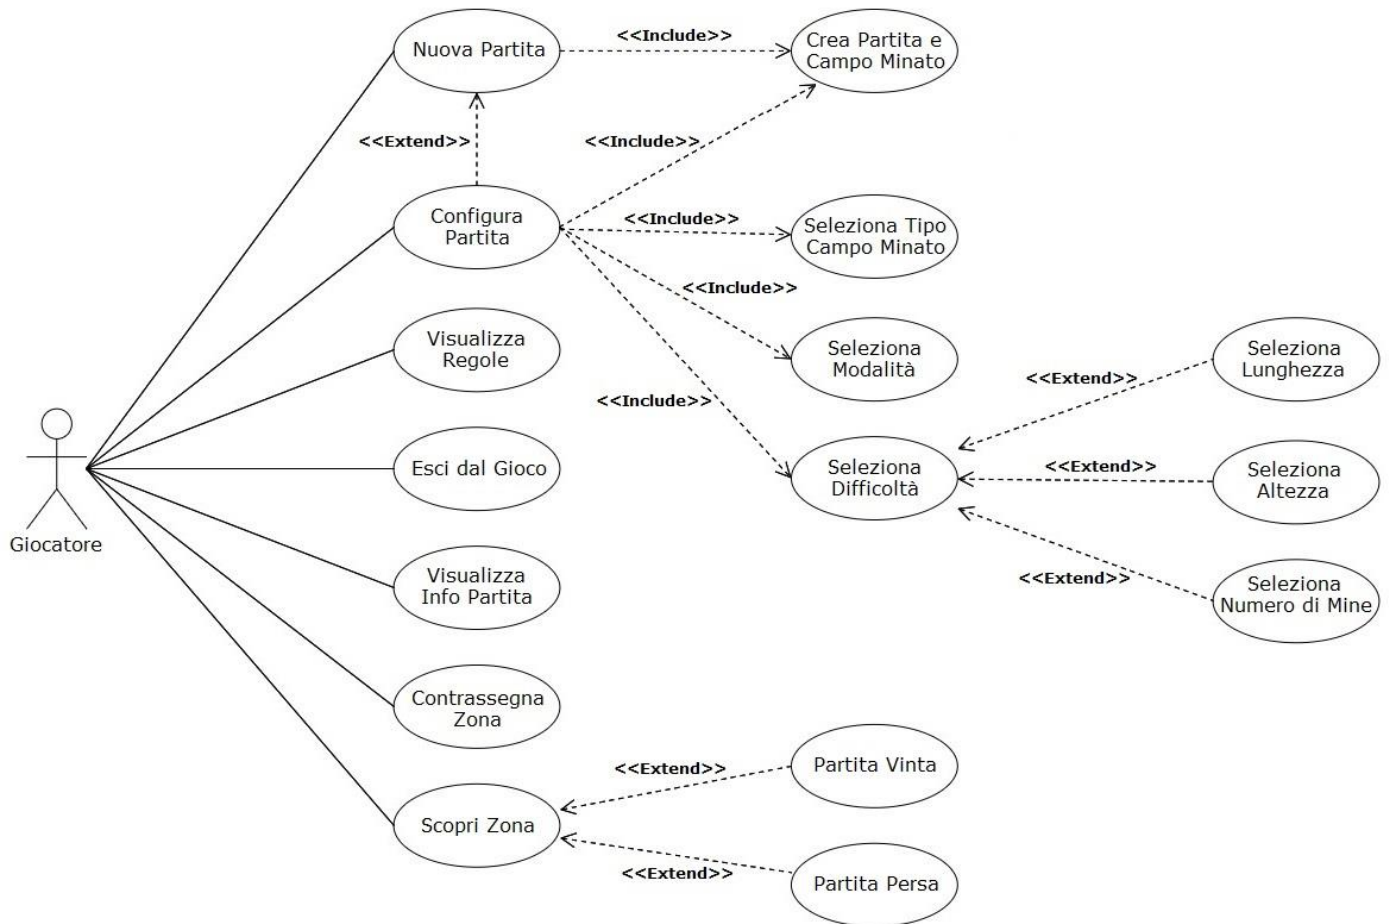 Nuova Partita
<<Include>>
Crea Partita e
Campo Minato
<<Extend>>
<<Include>>
Configura
Partita
<<Include>>
Seleziona Tipo
Campo Minato
<<Include>>
Visualizza
Regole
Seleziona
Modalità
Seleziona
Lunghezza
<<Extend>>
<<Include>>
Giocatore
Esci dal Gioco
Seleziona
Difficoltà
<<Extend>>
Seleziona
Altezza
Visualizza
Info Partita
<<Extend>>
Seleziona
Numero di Mine
Contrassegna
Zona
<<Extend>>
Partita Vinta
Scopri Zona
<<Extend>>
Partita Persa